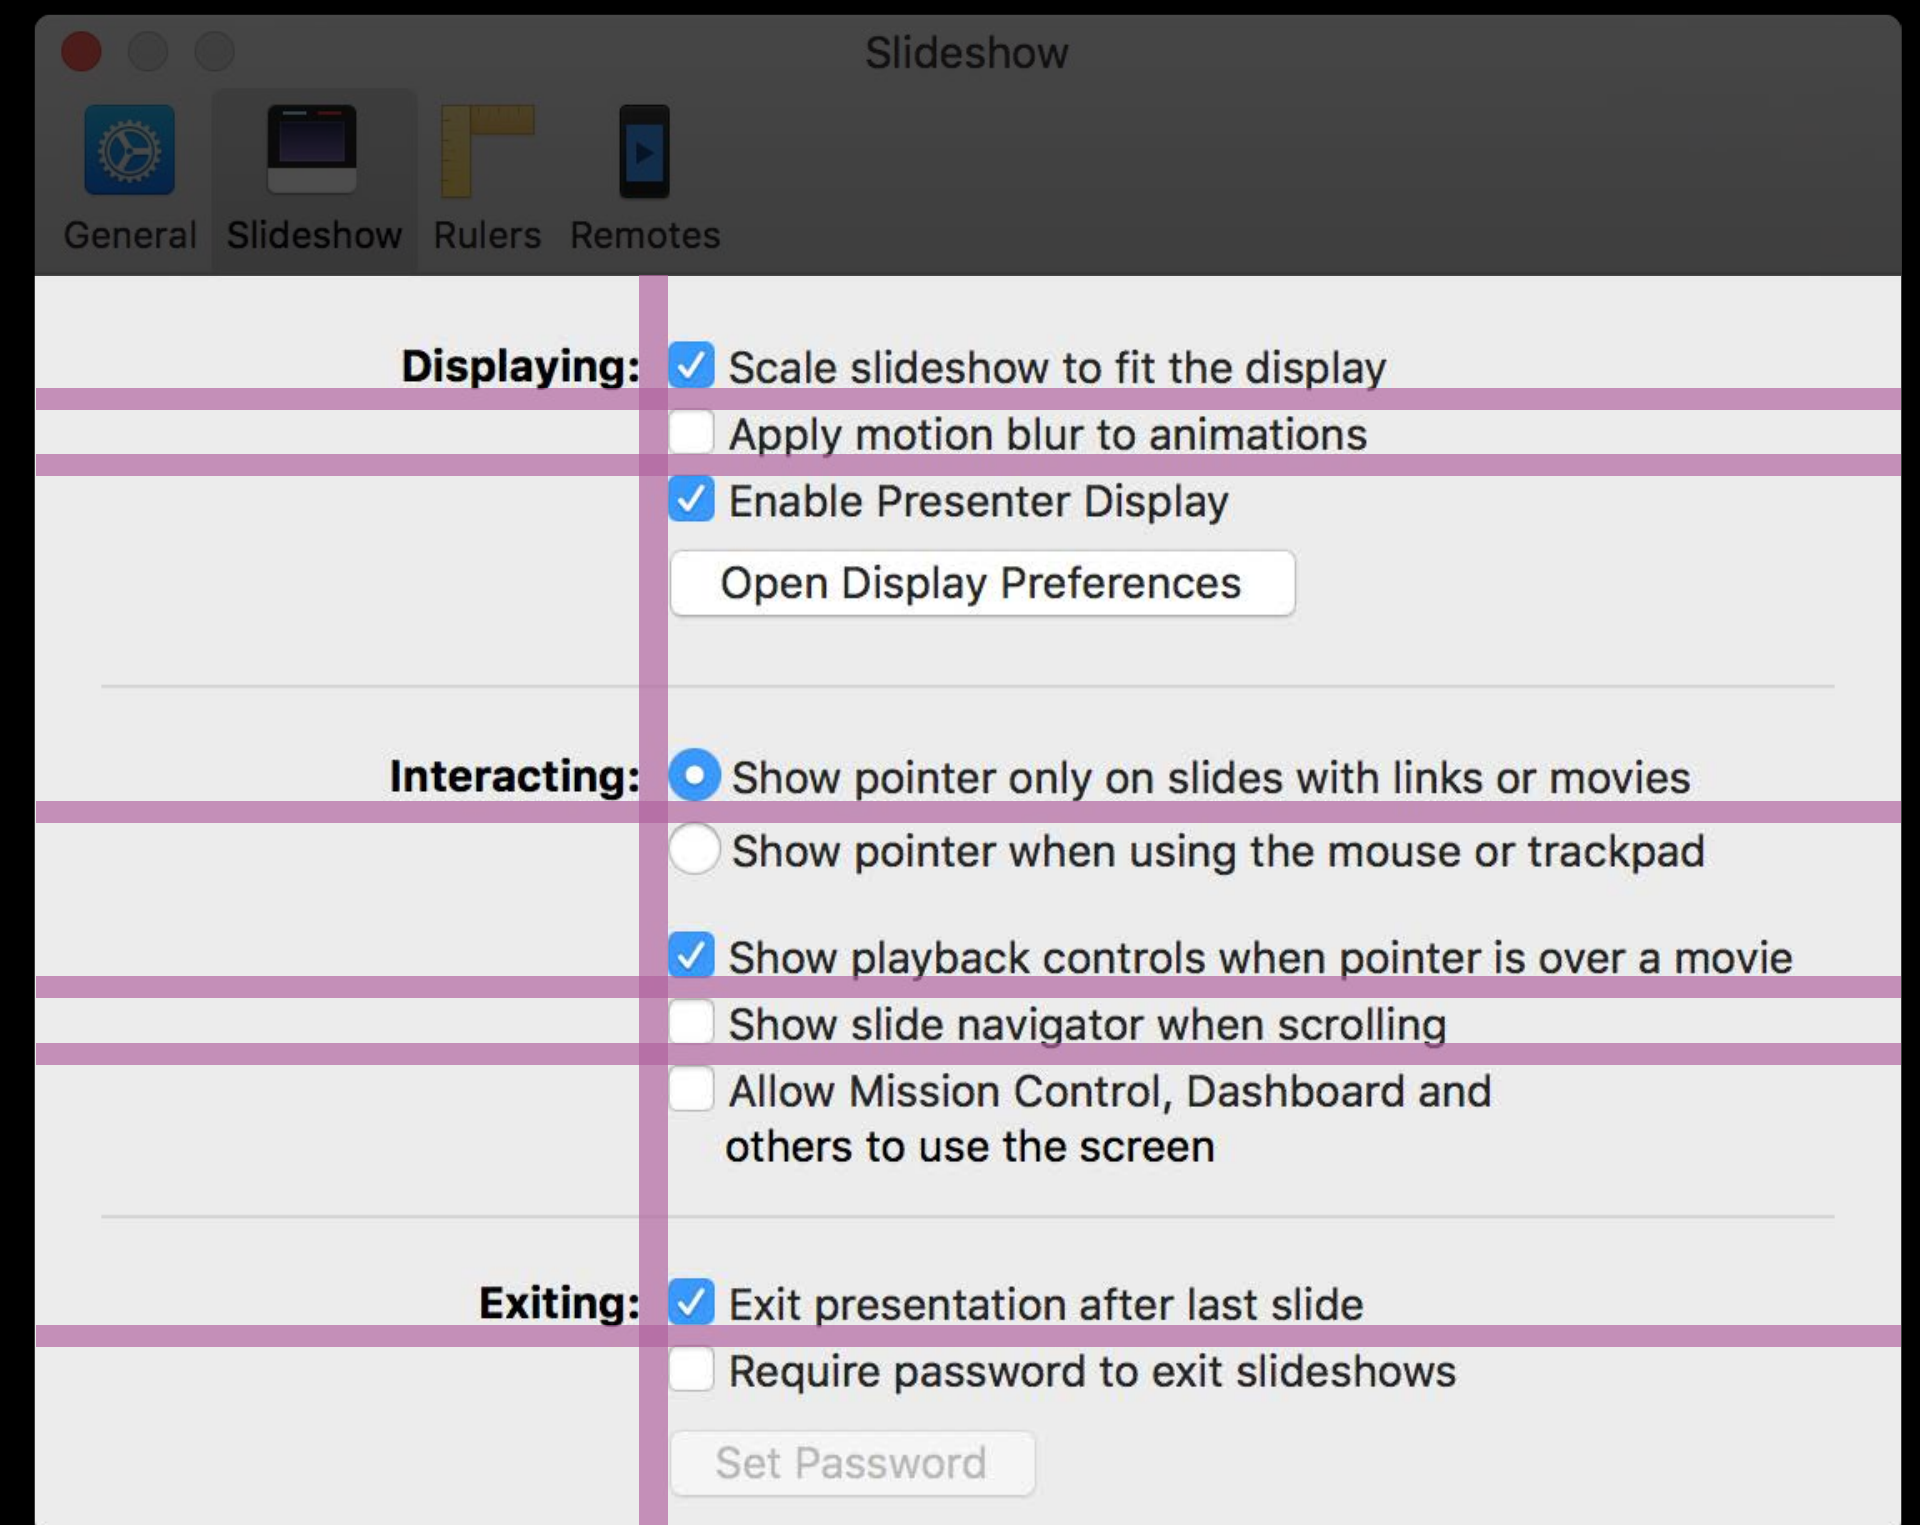 Slideshow
General Slideshow Rulers Remotes
Displaying: Scale slideshow to fit the display
Apply motion blur to animations
Enable Presenter Display
Open Display Preferences
Interacting: Show pointer only on slides with links or movies
Show pointer when using the mouse or trackpad
Show playback controls when pointer is over a movie
Show slide navigator when scrolling
Allow Mission Control, Dashboard and
others to use the screen
Exiting: Exit presentation after last slide
Require password to exit slideshows
Set Password